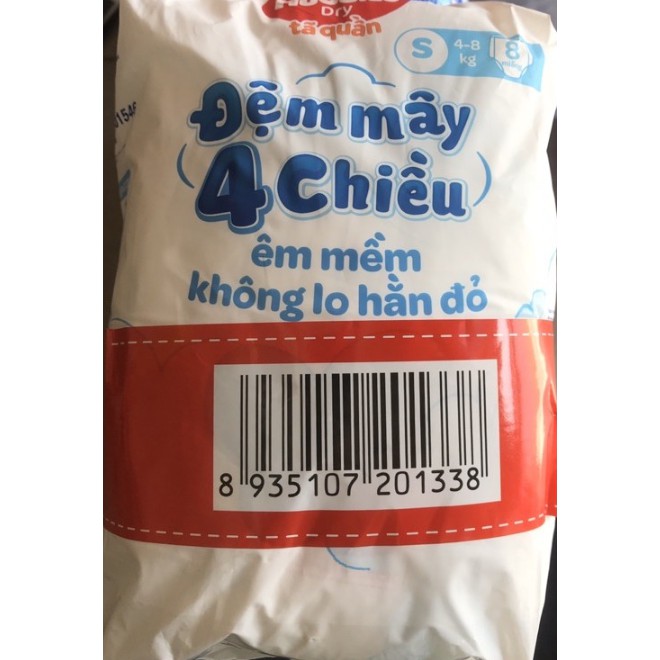 Dry
tã quần
S 4-8 kg 8 miếng
Đệm mây
4 Chiều
êm mềm
không lo hằn đỏ
8 935107 201338